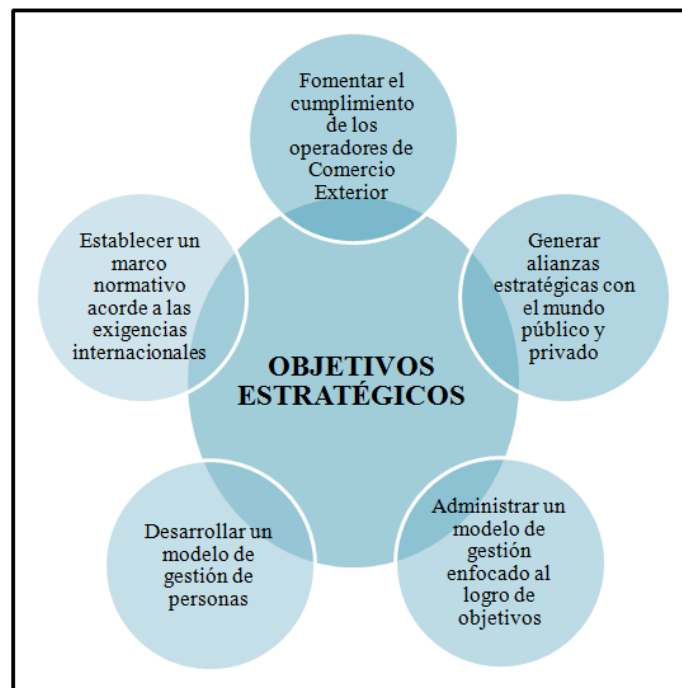 Fomentar el
cumplimiento
de los
operadores de
Comercio
Exterior
Generar
alianzas
estratégicas con
el mundo
público y
privado
Administrar un
modelo de
gestión
enfocado al
logro de
objetivos
Desarrollar un
modelo de
gestión de
personas
Establecer un
marco
normativo
acorde a las
exigencias
internacionales
OBJETIVOS
ESTRATÉGICOS